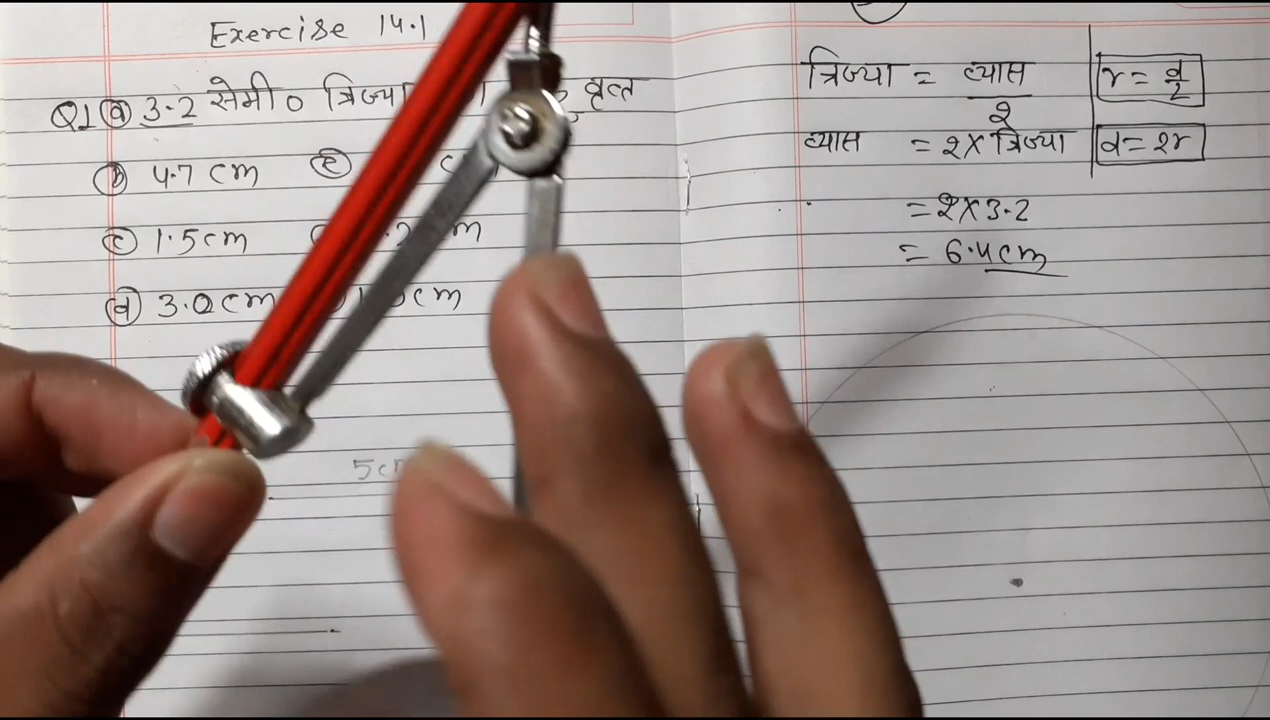 Exercise 14.1
Q1 (a) 3.2 सेमी० त्रिज्या वृत्त
(b) 4.7 cm (e)
(c) 1.5 cm
(d) 3.0 cm cm
5c
त्रिज्या = व्यास / 2
r = d/2
व्यास = 2 X त्रिज्या
d = 2r
= 2 X 3.2
= 6.4 cm